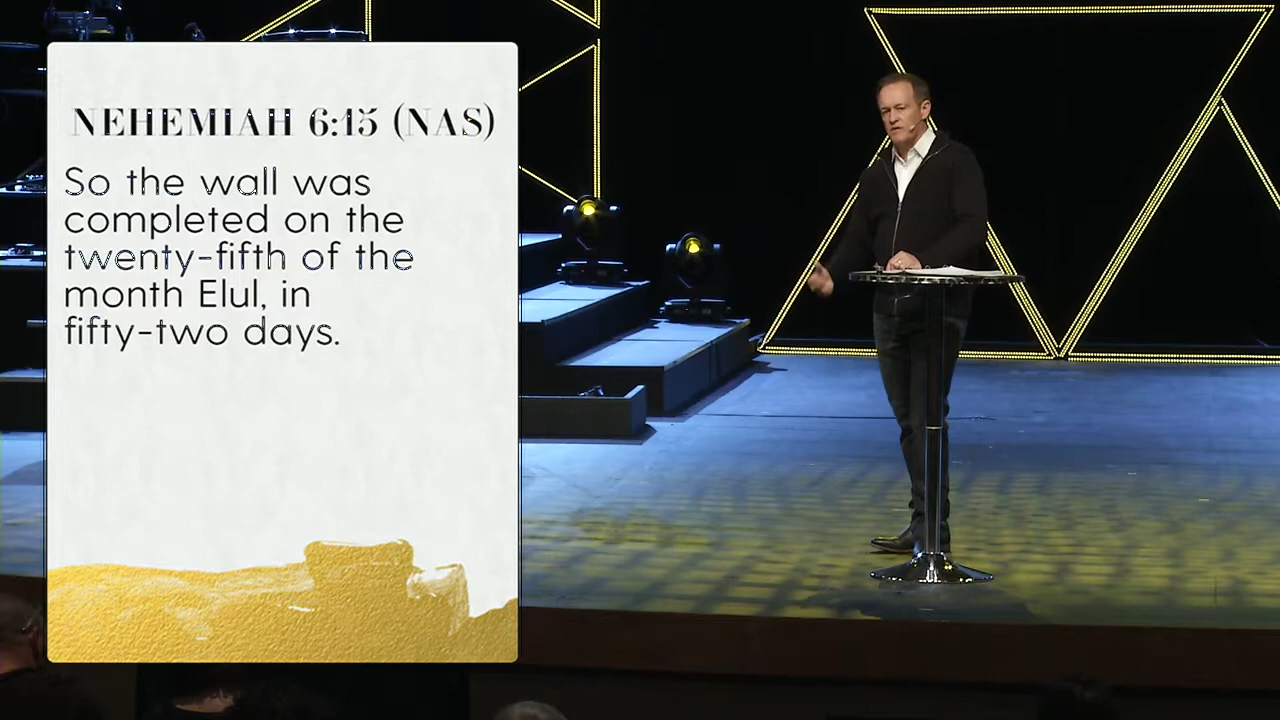 NEHEMIAH 6:15 (NAS)
So the wall was
completed on the
twenty-fifth of the
month Elul, in
fifty-two days.